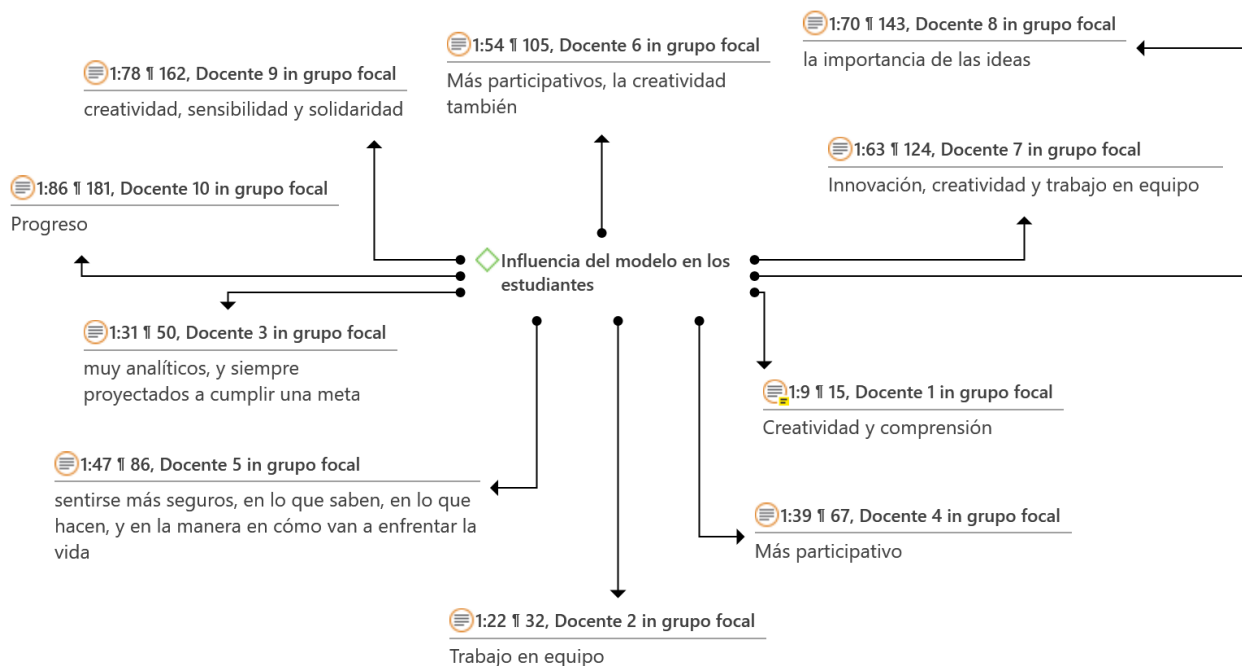 1:70 ¶ 143, Docente 8 in grupo focal
la importancia de las ideas
1:54 ¶ 105, Docente 6 in grupo focal
Más participativos, la creatividad
también
1:78 ¶ 162, Docente 9 in grupo focal
creatividad, sensibilidad y solidaridad
1:63 ¶ 124, Docente 7 in grupo focal
Innovación, creatividad y trabajo en equipo
1:86 ¶ 181, Docente 10 in grupo focal
Progreso
Influencia del modelo en los
estudiantes
1:31 ¶ 50, Docente 3 in grupo focal
muy analíticos, y siempre
proyectados a cumplir una meta
1:9 ¶ 15, Docente 1 in grupo focal
Creatividad y comprensión
1:47 ¶ 86, Docente 5 in grupo focal
sentirse más seguros, en lo que saben, en lo que
hacen, y en la manera en cómo van a enfrentar la
vida
1:39 ¶ 67, Docente 4 in grupo focal
Más participativo
1:22 ¶ 32, Docente 2 in grupo focal
Trabajo en equipo